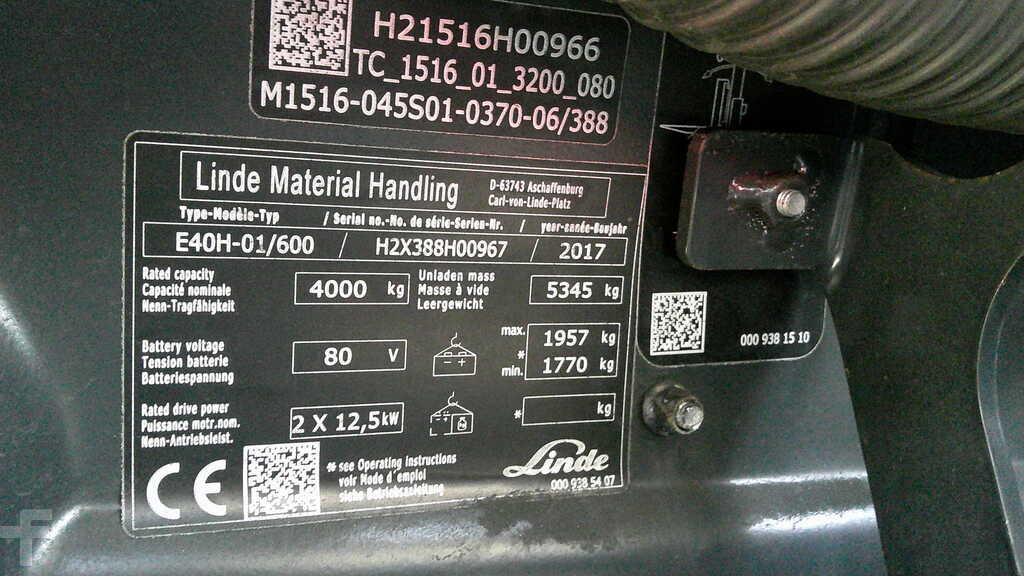 H21516H00966
TC_1516_01_3200_080
M1516-045S01-0370-06/388
Linde Material Handling
D-63743 Aschaffenburg
Carl-von-Linde-Platz
Type-Modèle-Typ / Serial no.-No. de série-Serien-Nr. / year-année-Baujahr
E40H-01/600 / H2X388H00967 / 2017
Rated capacity
Capacité nominale
Nenn-Tragfähigkeit
4000 kg
Unladen mass
Masse à vide
Leergewicht
5345 kg
Battery voltage
Tension batterie
Batteriespannung
80 V
max. 1957 kg
*
min. 1770 kg
Rated drive power
Puissance motr.nom.
Nenn-Antriebsleist.
2 X 12,5kW
* kg
CE
* see Operating Instructions
voir Mode d'emploi
siehe Betriebsanleitung
Linde
000 938 54 07
000 938 15 10